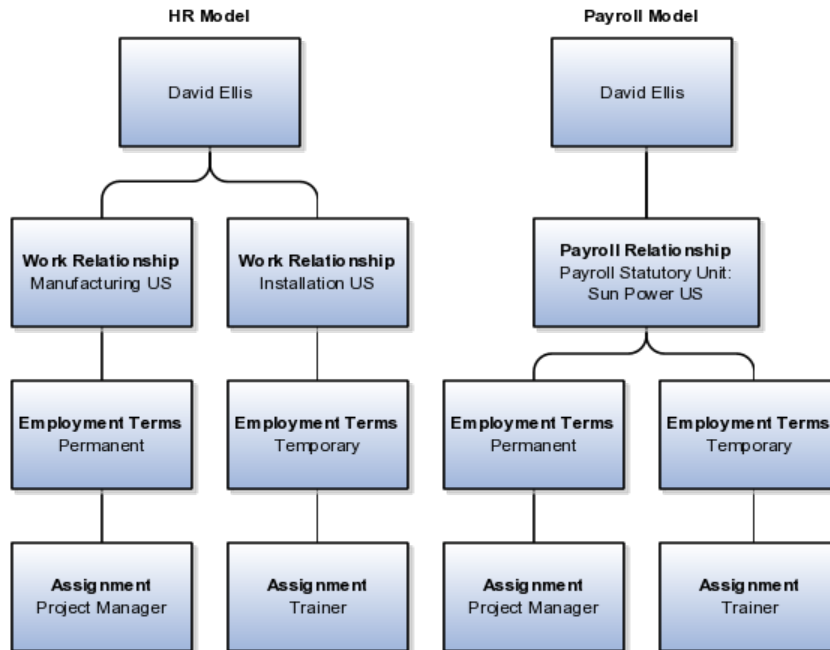 HR Model
Payroll Model
David Ellis
David Ellis
Work Relationship
Manufacturing US
Work Relationship
Installation US
Payroll Relationship
Payroll Statutory Unit:
Sun Power US
Employment Terms
Permanent
Employment Terms
Temporary
Employment Terms
Permanent
Employment Terms
Temporary
Assignment
Project Manager
Assignment
Trainer
Assignment
Project Manager
Assignment
Trainer